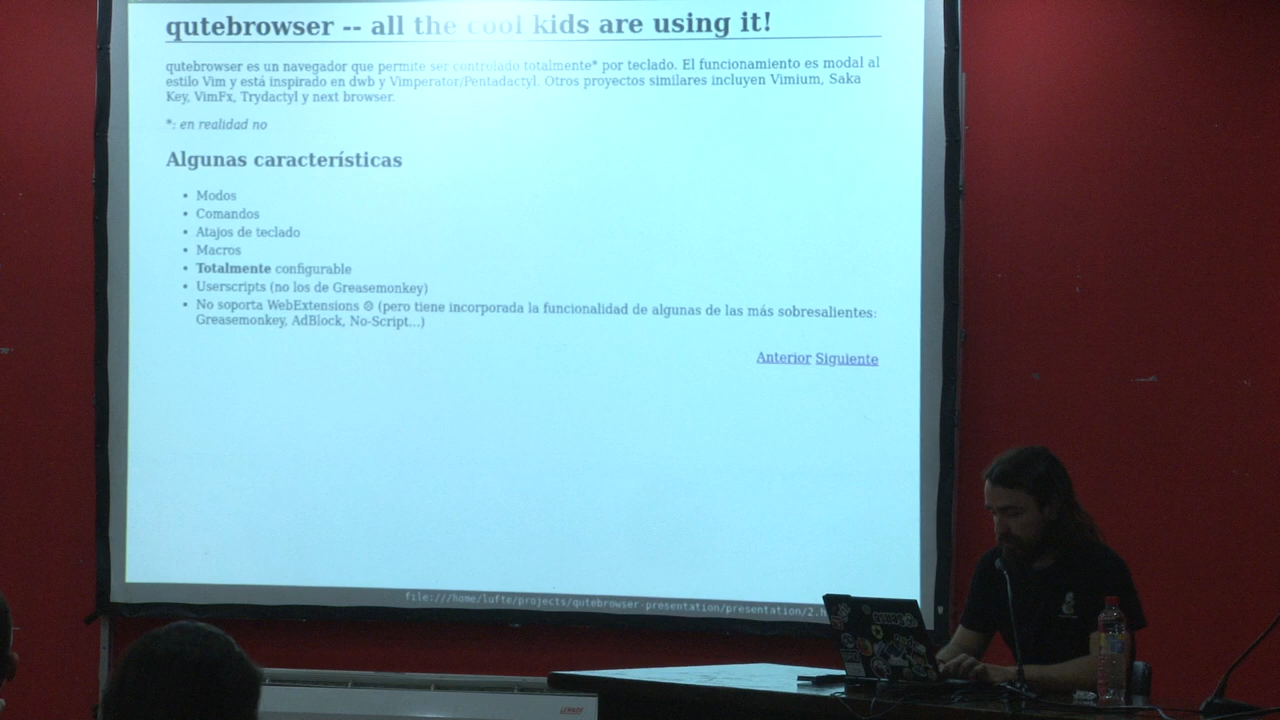 qutebrowser -- all the cool kids are using it!
qutebrowser es un navegador que permite ser controlado totalmente* por teclado. El funcionamiento es modal al
estilo Vim y está inspirado en dwb y Vimperator/Pentadactyl. Otros proyectos similares incluyen Vimium, Saka
Key, VimFx, Trydactyl y next browser.
*: en realidad no
Algunas características
• Modos
• Comandos
• Atajos de teclado
• Macros
• Totalmente configurable
• Userscripts (no los de Greasemonkey)
• No soporta WebExtensions ☹ (pero tiene incorporada la funcionalidad de algunas de las más sobresalientes:
Greasemonkey, AdBlock, No-Script...)
Anterior Siguiente
file:///home/lufte/projects/qutebrowser-presentation/presentation/2.h